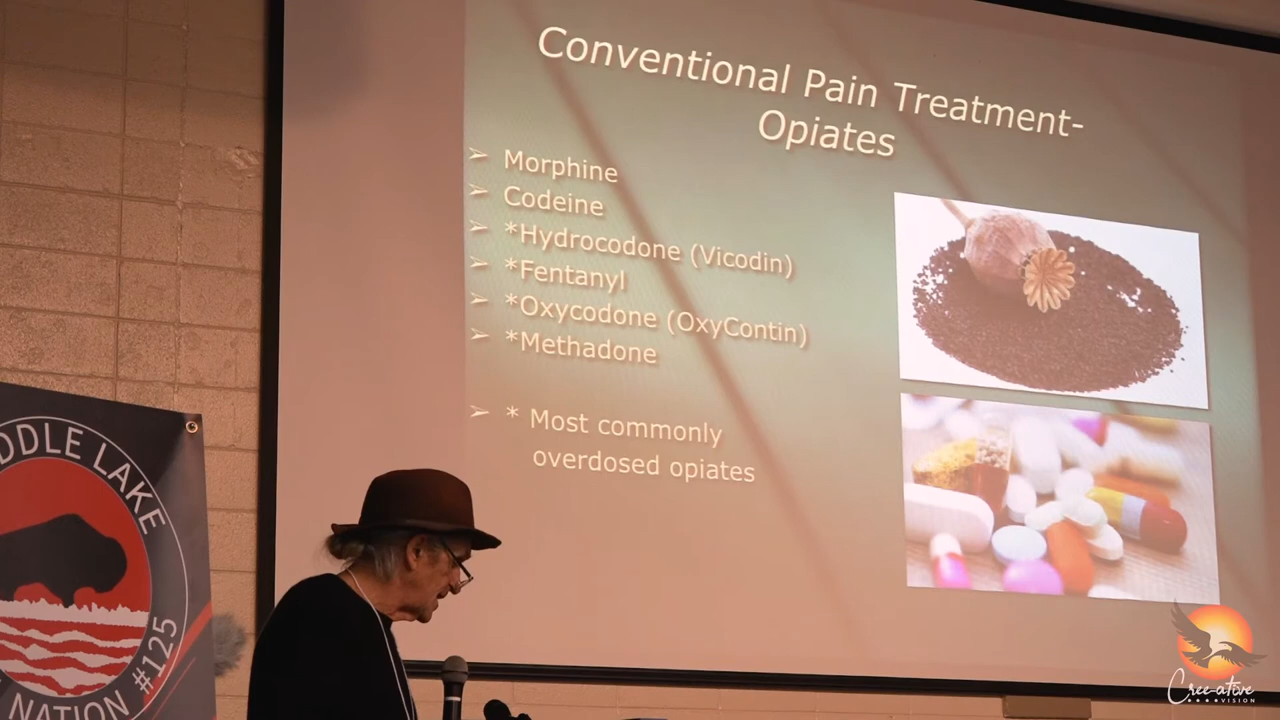 Conventional Pain Treatment-
Opiates
➢ Morphine
➢ Codeine
➢ *Hydrocodone (Vicodin)
➢ *Fentanyl
➢ *Oxycodone (OxyContin)
➢ *Methadone
➢ * Most commonly
overdosed opiates
DDLE LAKE
NATION #125
Cree-ative
VISION